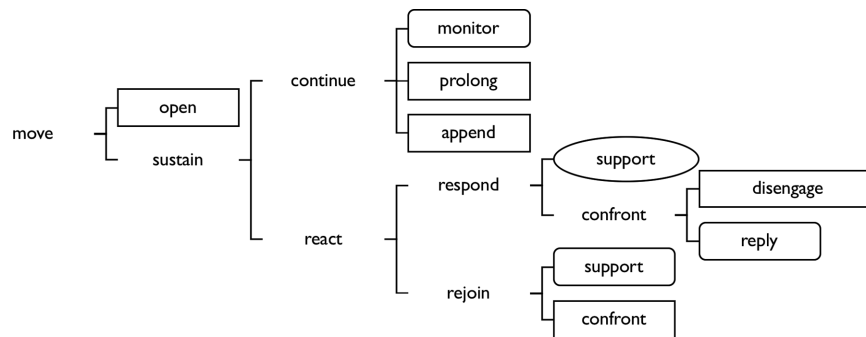 monitor
continue
prolong
open
append
move
sustain
support
respond
disengage
confront
react
reply
support
rejoin
confront